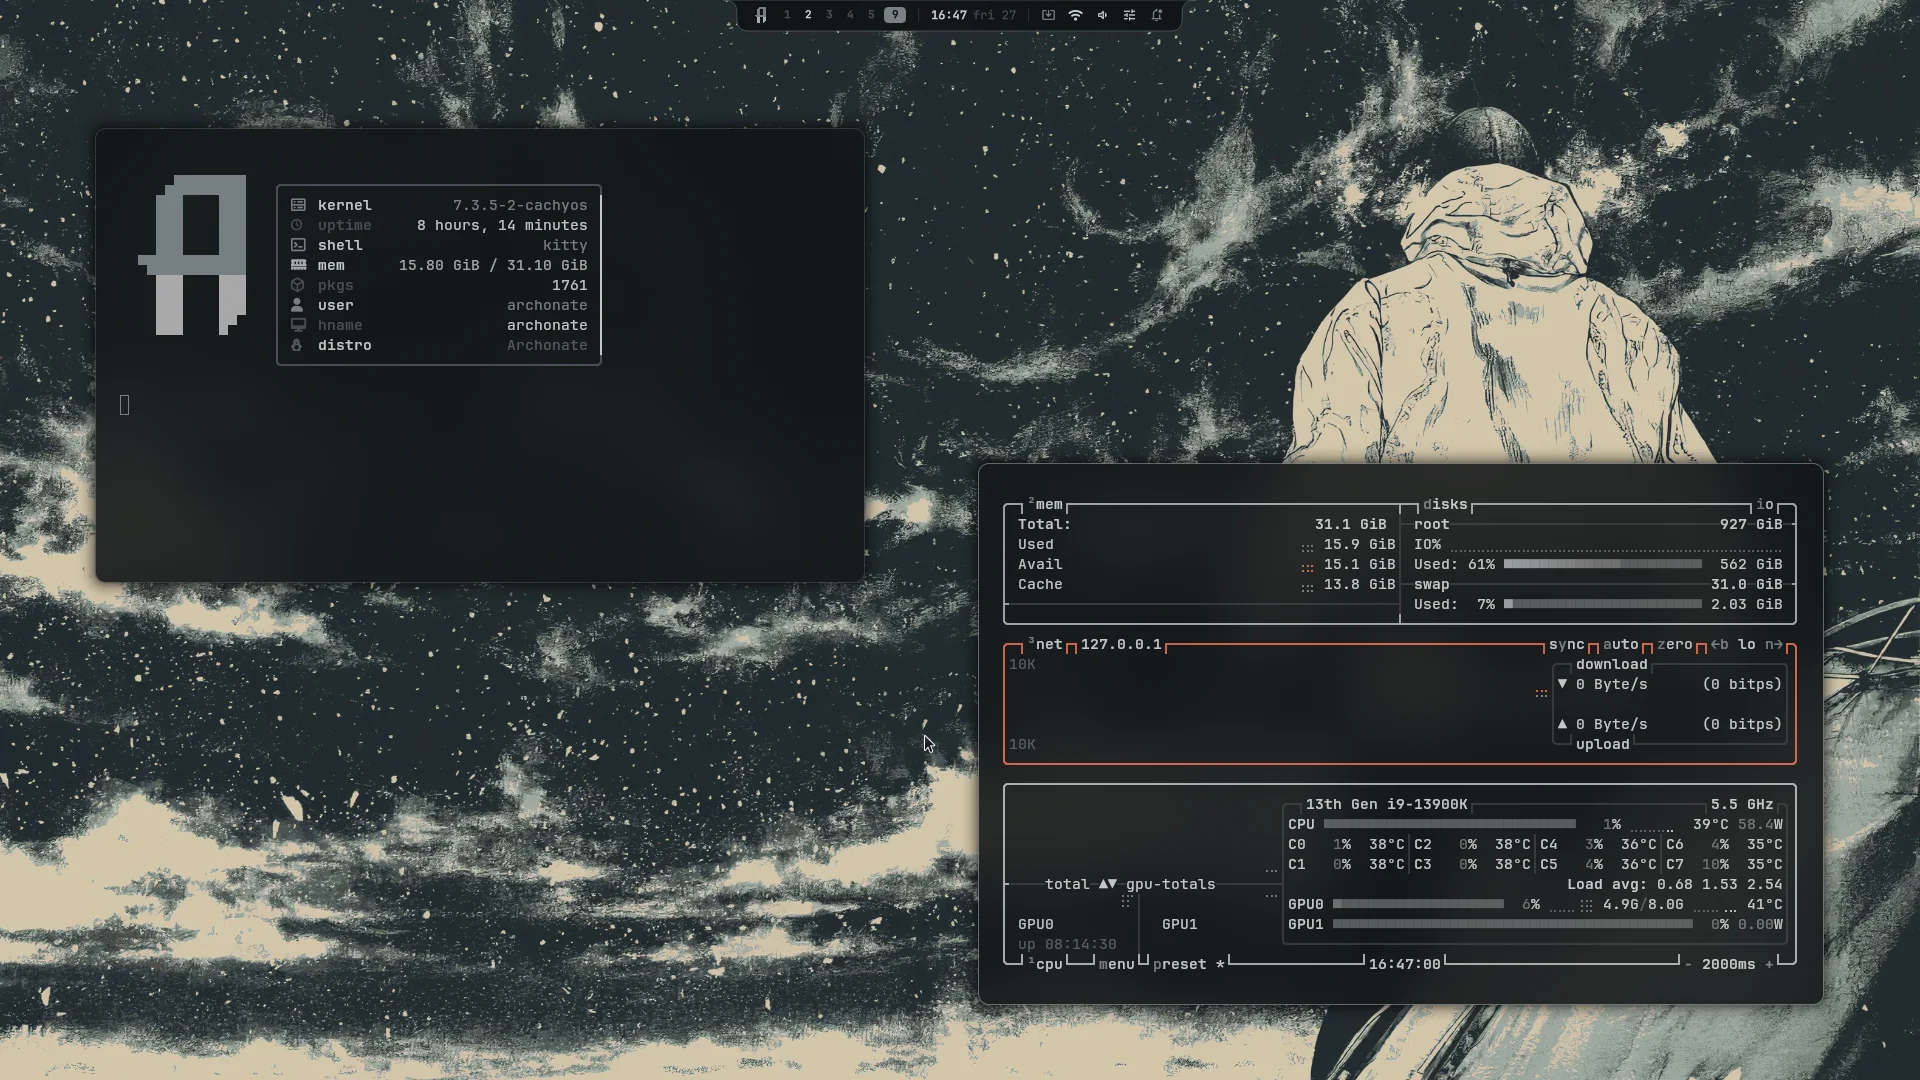 1 2 3 4 5 9 16:47 fri 27
kernel 7.3.5-2-cachyos
uptime 8 hours, 14 minutes
shell kitty
mem 15.80 GiB / 31.10 GiB
pkgs 1761
user archonate
hname archonate
distro Archonate
²mem disks io
Total: 31.1 GiB root 927 GiB
Used 15.9 GiB IO%
Avail 15.1 GiB Used: 61% 562 GiB
Cache 13.8 GiB swap 31.0 GiB
Used: 7% 2.03 GiB
³net 127.0.0.1 sync auto zero ←b lo n→
10K download
▼ 0 Byte/s (0 bitps)
▲ 0 Byte/s (0 bitps)
10K upload
13th Gen i9-13900K 5.5 GHz
CPU 1% 39°C 58.4W
C0 1% 38°C C2 0% 38°C C4 3% 36°C C6 4% 35°C
C1 0% 38°C C3 0% 38°C C5 4% 36°C C7 10% 35°C
total ▲▼ gpu-totals Load avg: 0.68 1.53 2.54
GPU0 6% 4.9G/8.0G 41°C
GPU0 GPU1 GPU1 0% 0.00W
up 08:14:30
¹cpu menu preset * 16:47:00 - 2000ms +